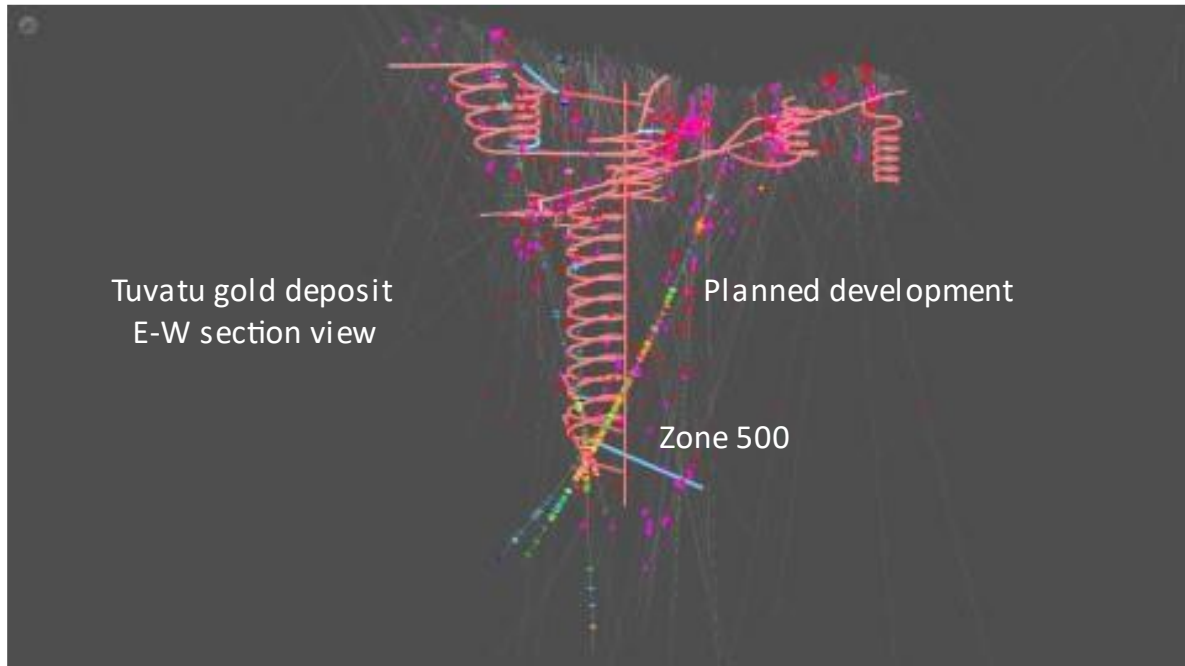 Tuvatu gold deposit
E-W section view
Planned development
Zone 500